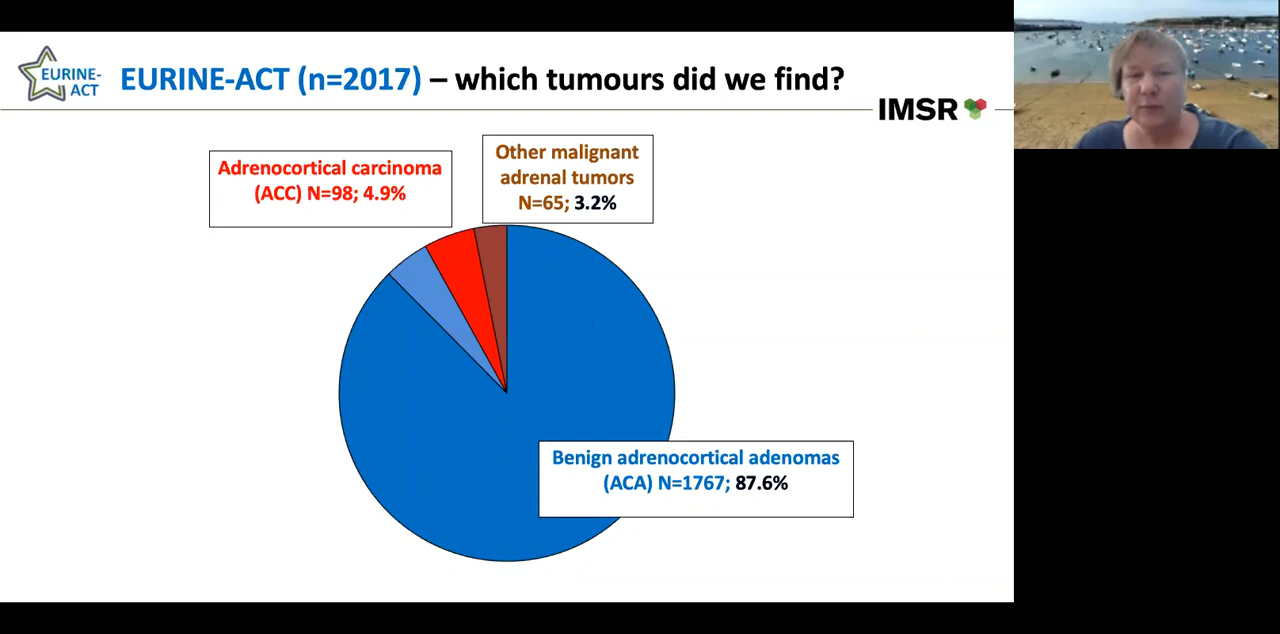 EURINE-
ACT
EURINE-ACT (n=2017) – which tumours did we find?
IMSR
Adrenocortical carcinoma
(ACC) N=98; 4.9%
Other malignant
adrenal tumors
N=65; 3.2%
Benign adrenocortical adenomas
(ACA) N=1767; 87.6%